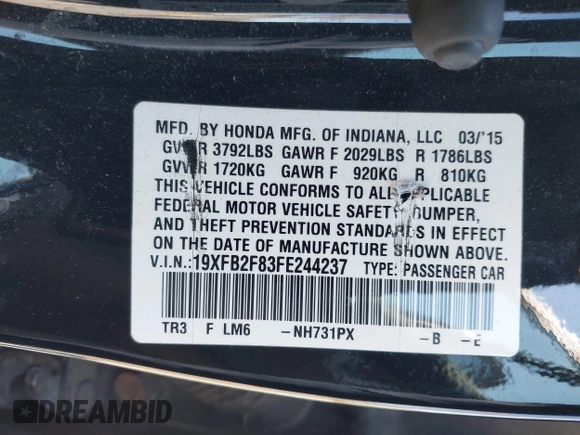 MFD. BY HONDA MFG. OF INDIANA, LLC 03/'15
GVWR 3792LBS GAWR F 2029LBS R 1786LBS
GVWR 1720KG GAWR F 920KG R 810KG
THIS VEHICLE CONFORMS TO ALL APPLICABLE
FEDERAL MOTOR VEHICLE SAFETY, BUMPER,
AND THEFT PREVENTION STANDARDS IN EFFECT
ON THE DATE OF MANUFACTURE SHOWN ABOVE.
V.I.N.:19XFB2F83FE244237 TYPE: PASSENGER CAR
TR3 F LM6 -NH731PX -B -E
DREAMBID